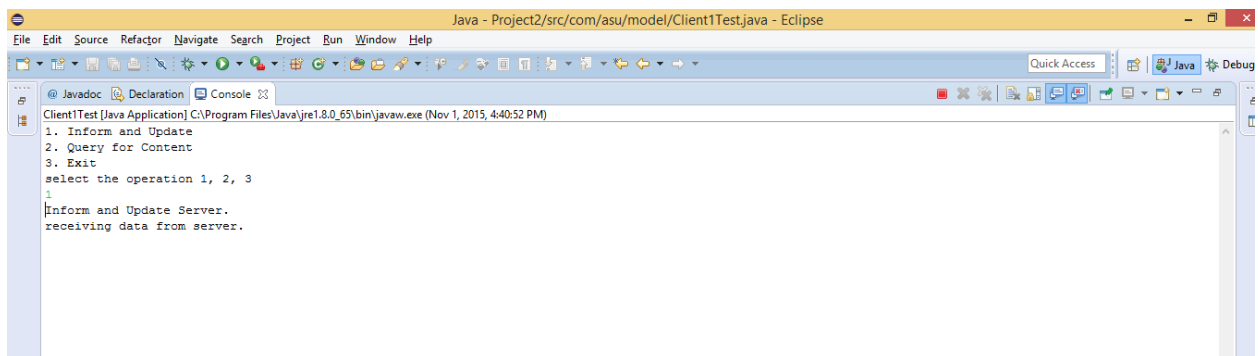 Java - Project2/src/com/asu/model/Client1Test.java - Eclipse
File Edit Source Refactor Navigate Search Project Run Window Help
Quick Access Java Debug
@ Javadoc Declaration Console
Client1Test [Java Application] C:\Program Files\Java\jre1.8.0_65\bin\javaw.exe (Nov 1, 2015, 4:40:52 PM)
1. Inform and Update
2. Query for Content
3. Exit
select the operation 1, 2, 3
1
Inform and Update Server.
receiving data from server.